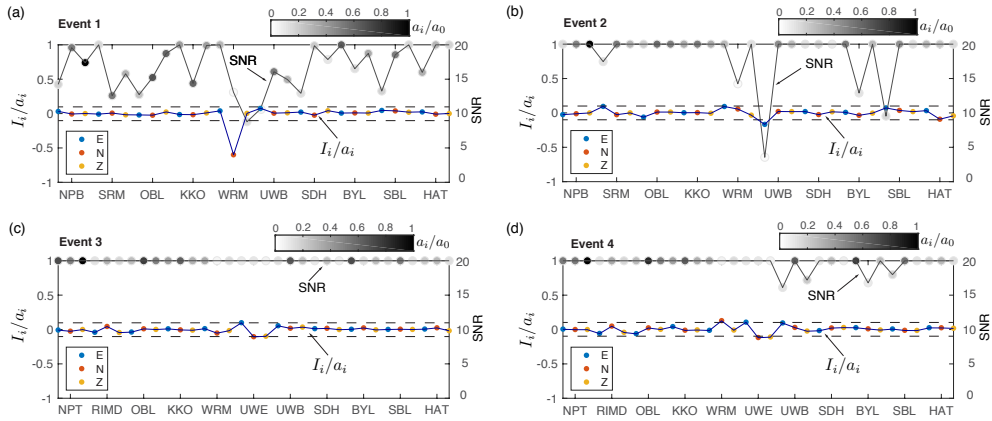 (a)
Event 1
0 0.2 0.4 0.6 0.8 1
a_i/a_0
1
0.5
0
-0.5
-1
I_i/a_i
SNR
I_i/a_i
E
N
Z
20
15
10
5
0
SNR
NPB SRM OBL KKO WRM UWB SDH BYL SBL HAT
(b)
Event 2
0 0.2 0.4 0.6 0.8 1
a_i/a_0
1
0.5
0
-0.5
-1
I_i/a_i
SNR
I_i/a_i
E
N
Z
20
15
10
5
0
SNR
NPB SRM OBL KKO WRM UWB SDH BYL SBL HAT
(c)
Event 3
0 0.2 0.4 0.6 0.8 1
a_i/a_0
1
0.5
0
-0.5
-1
I_i/a_i
SNR
I_i/a_i
E
N
Z
20
15
10
5
0
SNR
NPT RIMD OBL KKO WRM UWE UWB SDH BYL SBL HAT
(d)
Event 4
0 0.2 0.4 0.6 0.8 1
a_i/a_0
1
0.5
0
-0.5
-1
I_i/a_i
SNR
I_i/a_i
E
N
Z
20
15
10
5
0
SNR
NPT RIMD OBL KKO WRM UWE UWB SDH BYL SBL HAT